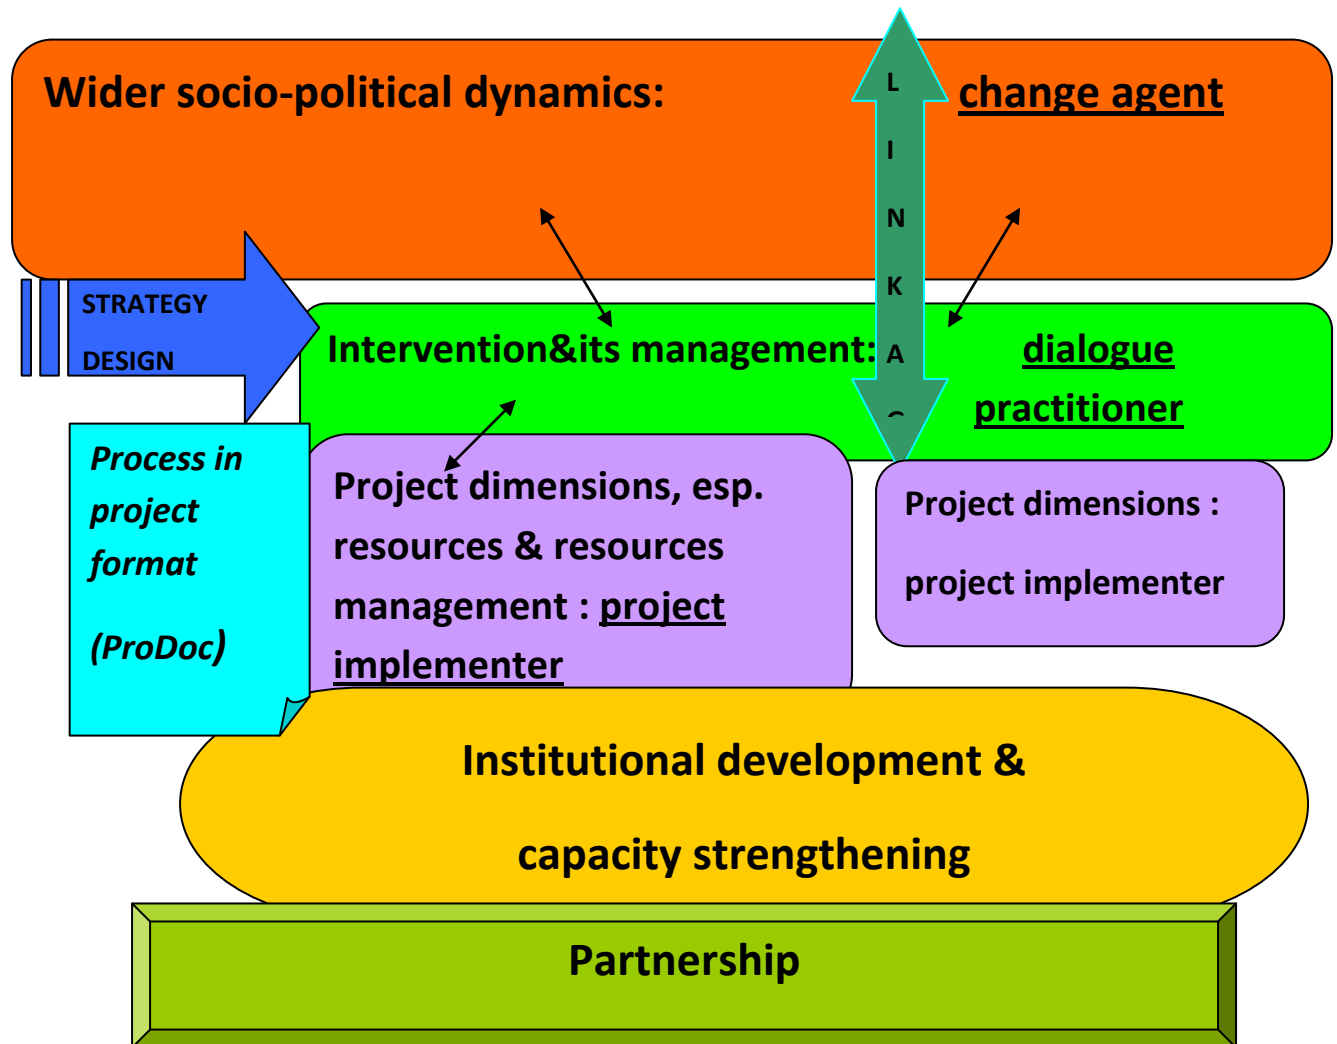 Wider socio-political dynamics: change agent
L
I
N
K
A
STRATEGY
DESIGN
Intervention&its management: dialogue
practitioner
Process in
project
format
(ProDoc)
Project dimensions, esp.
resources & resources
management : project
implementer
Project dimensions :
project implementer
Institutional development &
capacity strengthening
Partnership